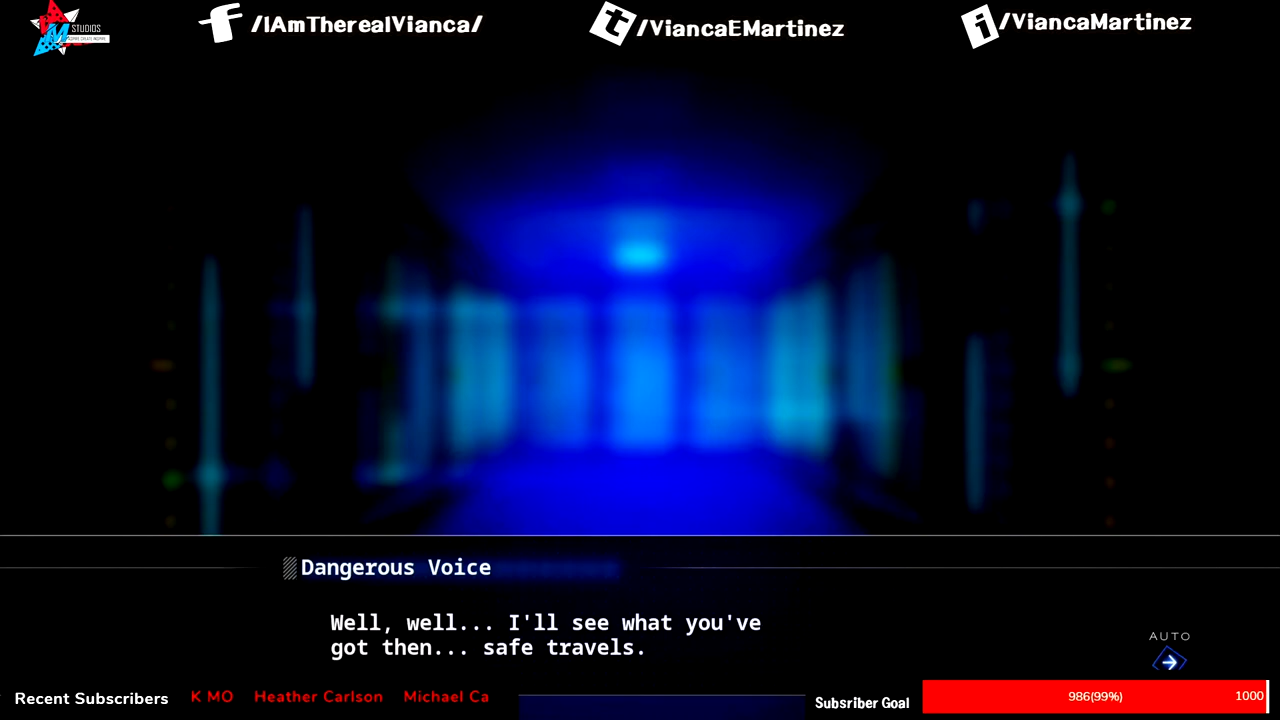 STUDIOS
f /IAmTherealVianca/
t /ViancaEMartinez
i /ViancaMartinez
Dangerous Voice
Well, well... I'll see what you've
got then... safe travels.
AUTO
Recent Subscribers K MO Heather Carlson Michael Ca
Subsriber Goal 986(99%) 1000